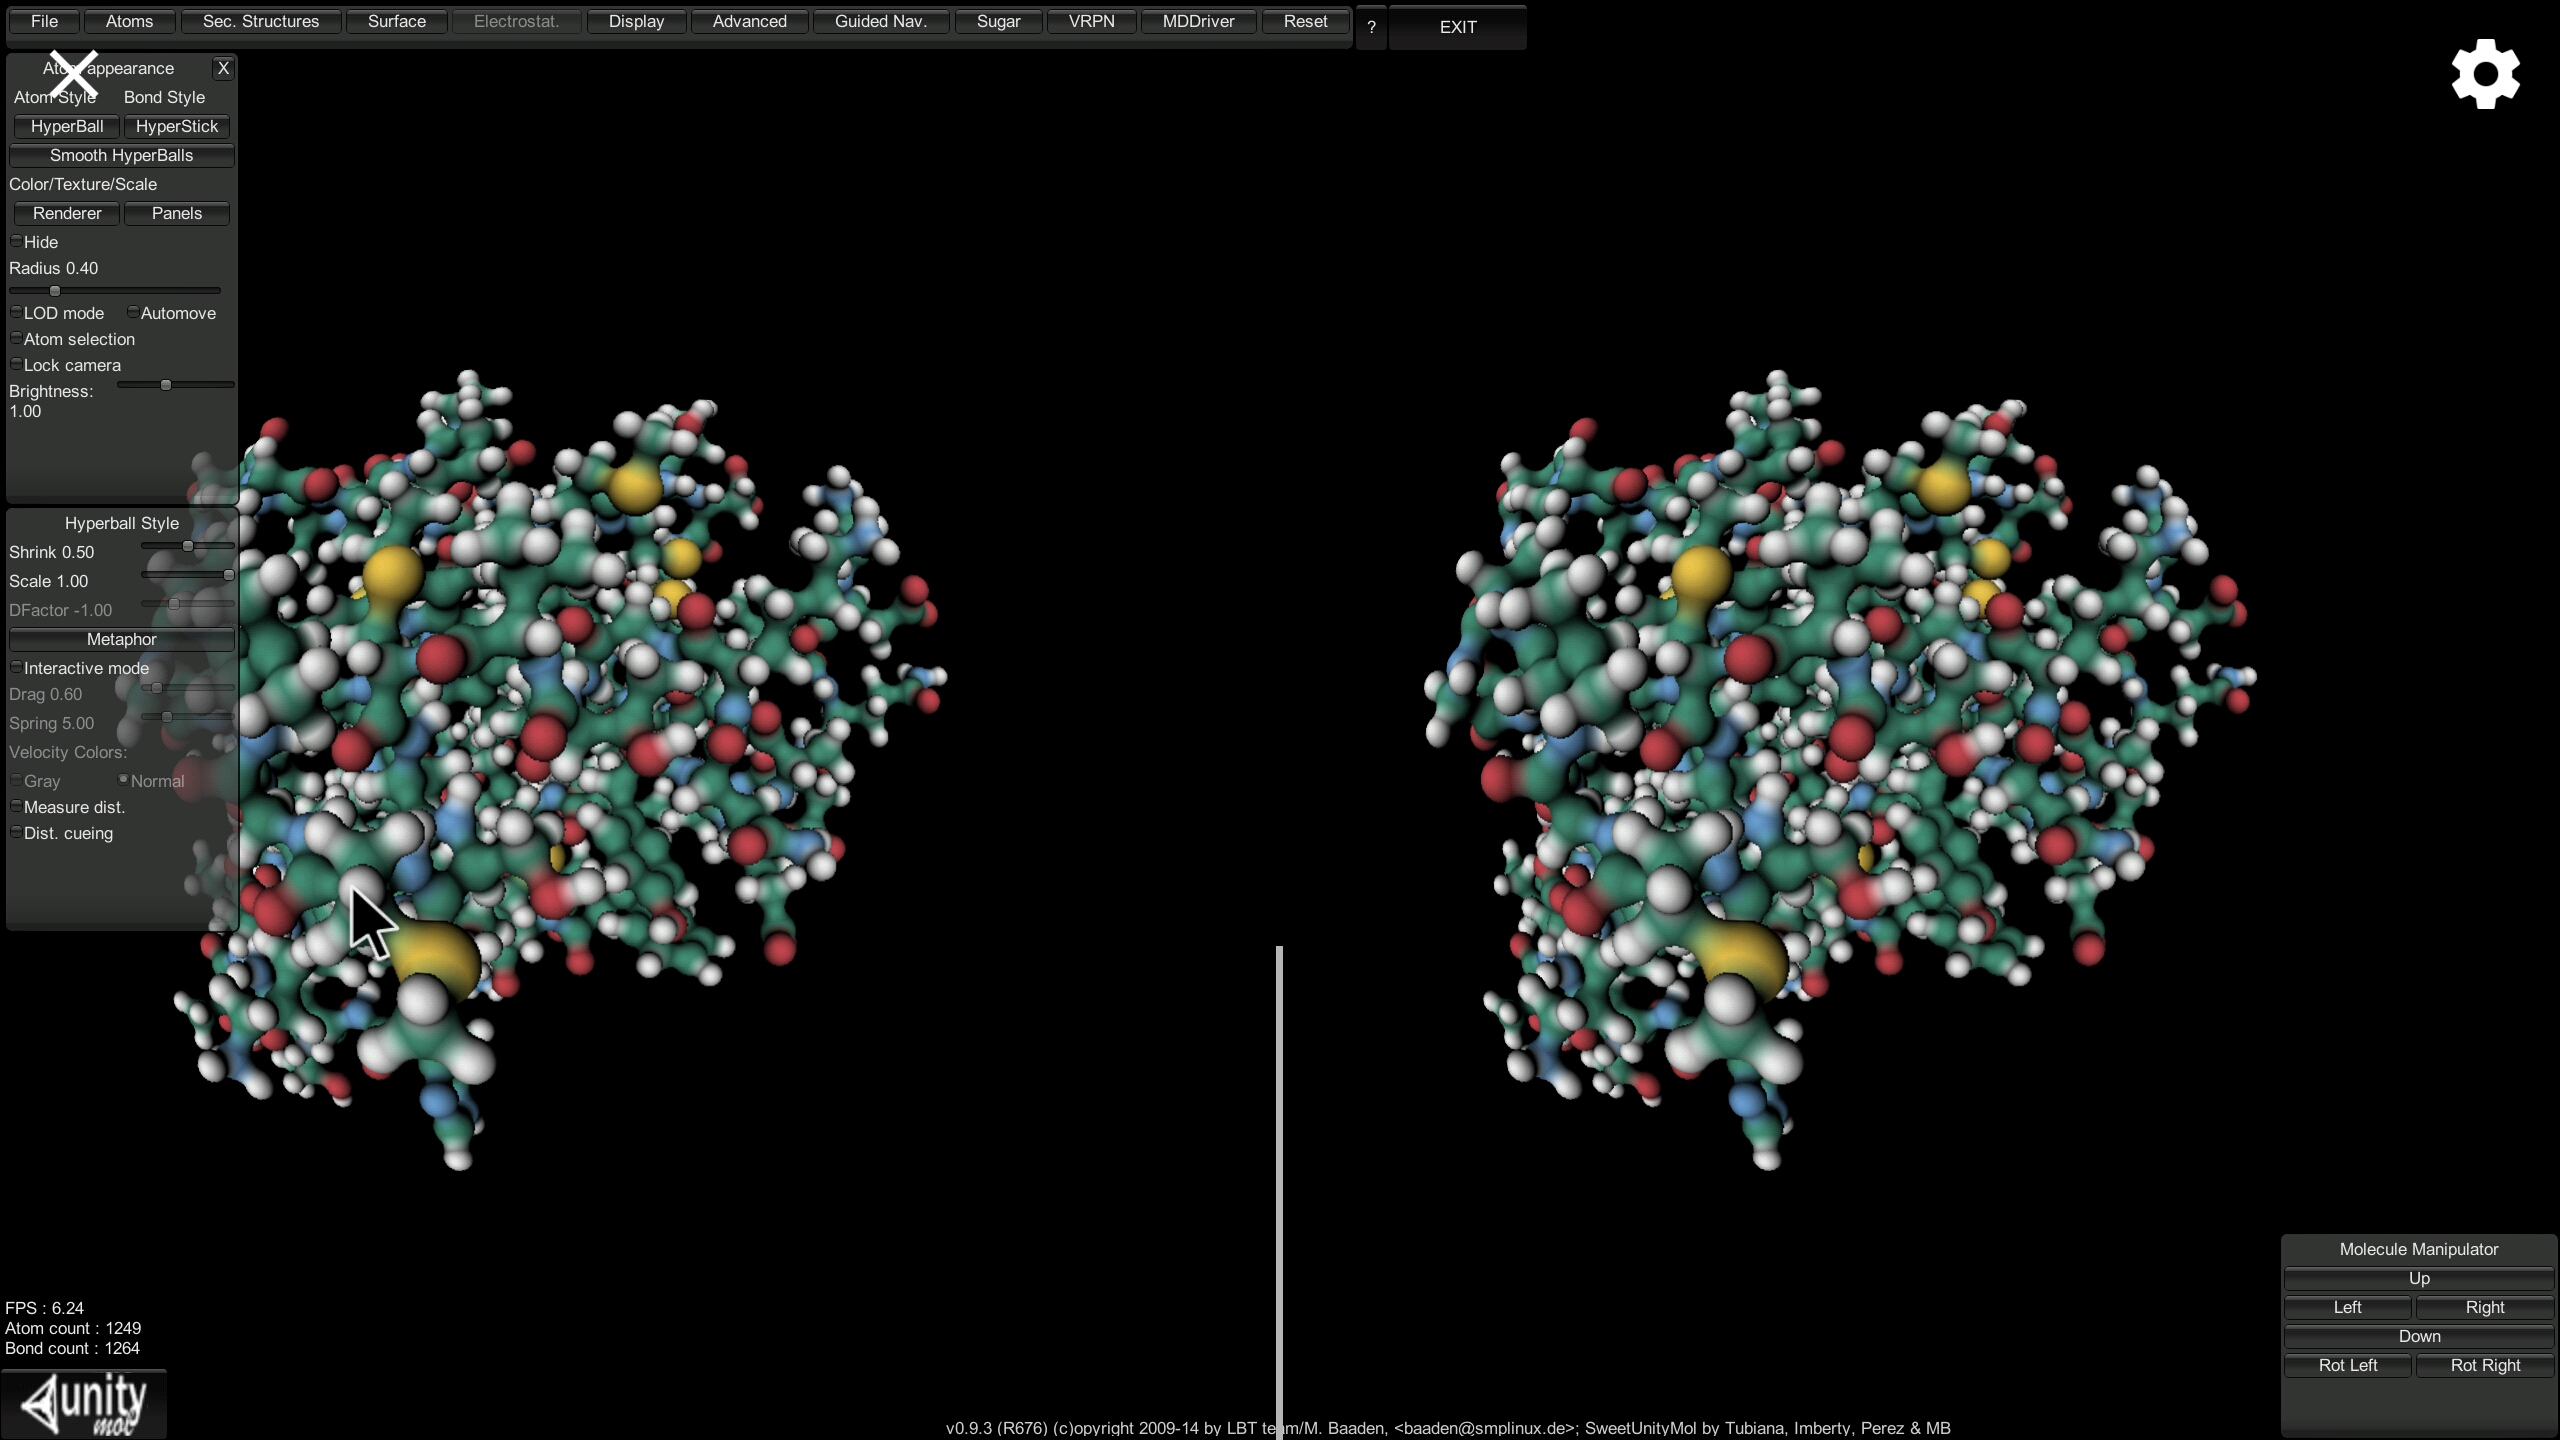 File Atoms Sec. Structures Surface Electrostat. Display Advanced Guided Nav. Sugar VRPN MDDriver Reset ? EXIT
Atom appearance X
Atom Style Bond Style
HyperBall HyperStick
Smooth HyperBalls
Color/Texture/Scale
Renderer Panels
Hide
Radius 0.40
LOD mode Automove
Atom selection
Lock camera
Brightness:
1.00
Hyperball Style
Shrink 0.50
Scale 1.00
DFactor -1.00
Metaphor
Interactive mode
Drag 0.60
Spring 5.00
Velocity Colors:
Gray Normal
Measure dist.
Dist. cueing
Molecule Manipulator
Up
Left Right
Down
Rot Left Rot Right
FPS : 6.24
Atom count : 1249
Bond count : 1264
unity
mol
v0.9.3 (R676) (c)opyright 2009-14 by LBT team/M. Baaden, <baaden@smplinux.de>; SweetUnityMol by Tubiana, Imberty, Perez & MB